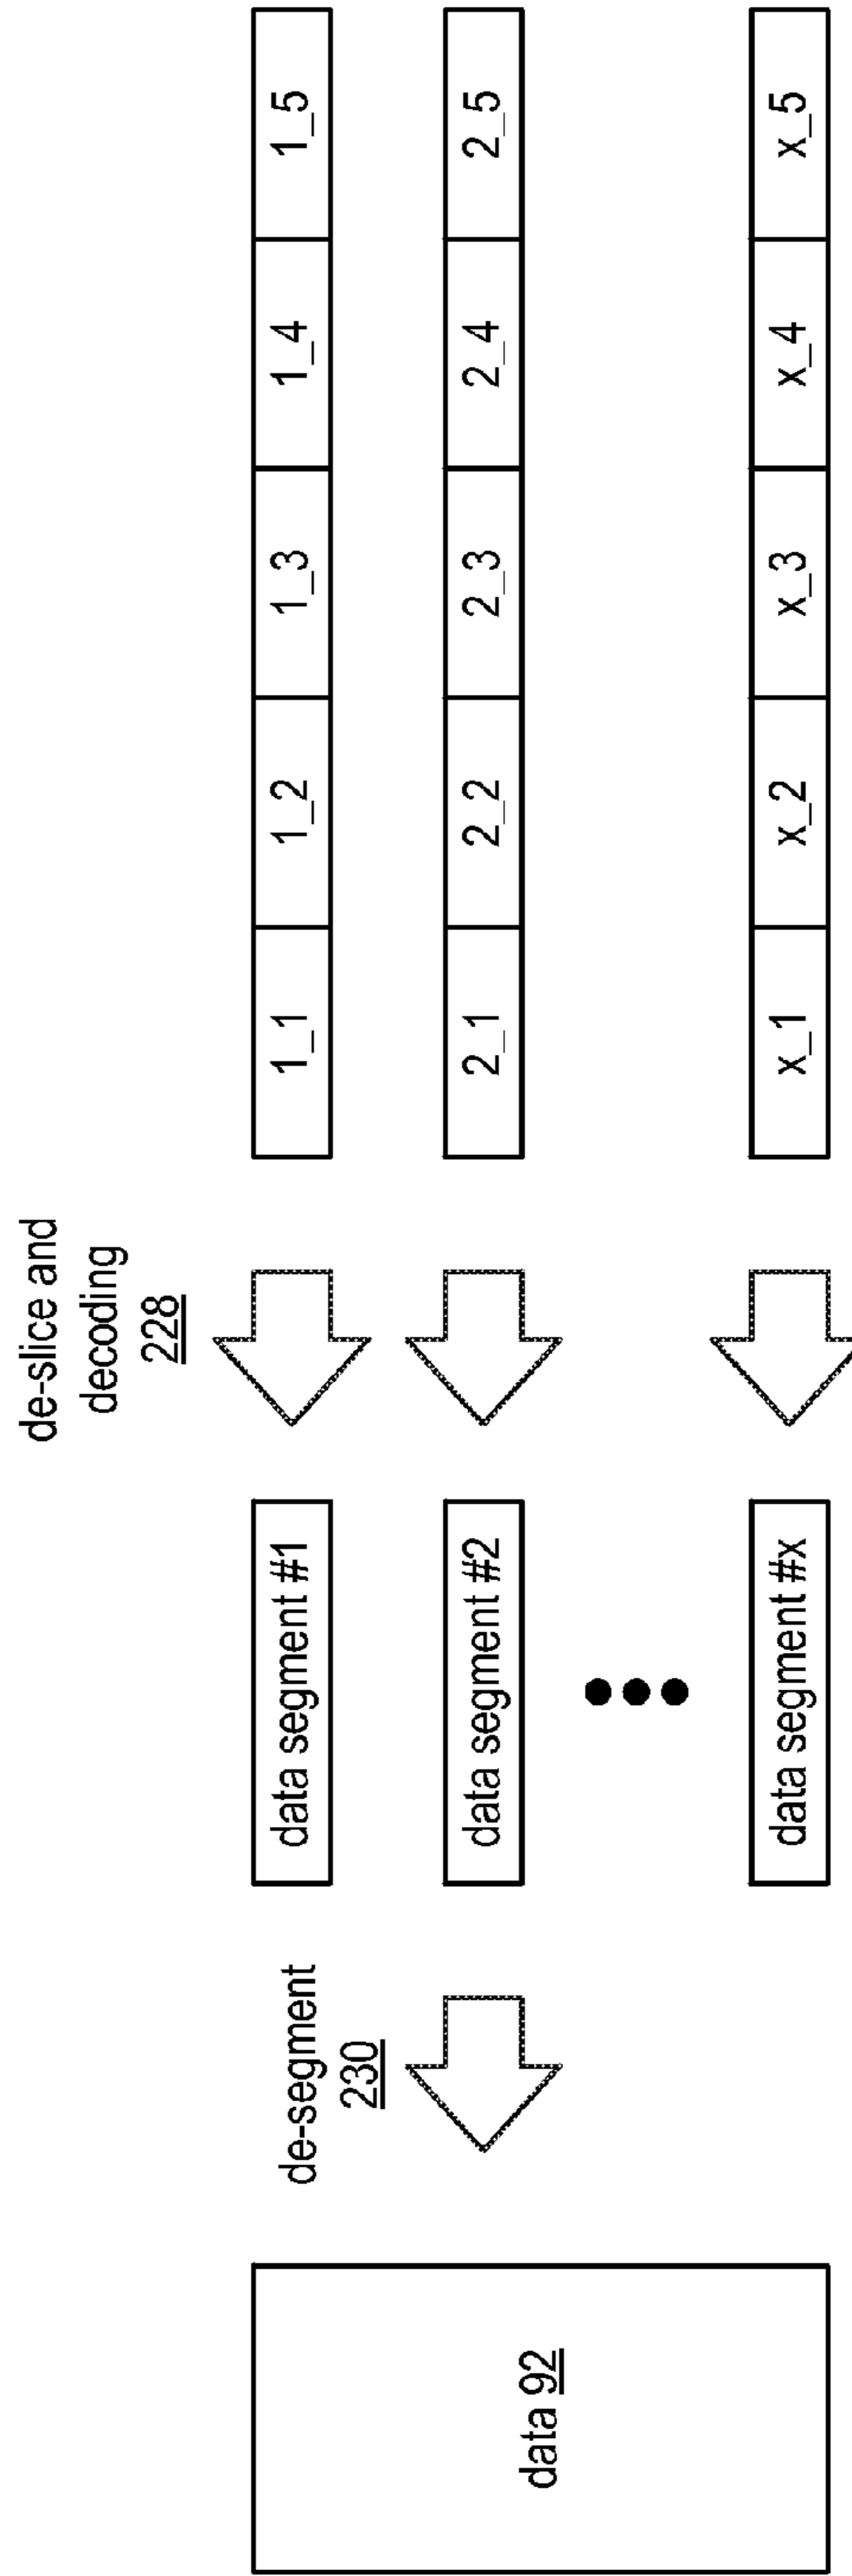 de-slice and
decoding
228
de-segment
230
data 92
data segment #1
1_1
1_2
1_3
1_4
1_5
data segment #2
2_1
2_2
2_3
2_4
2_5
data segment #x
x_1
x_2
x_3
x_4
x_5